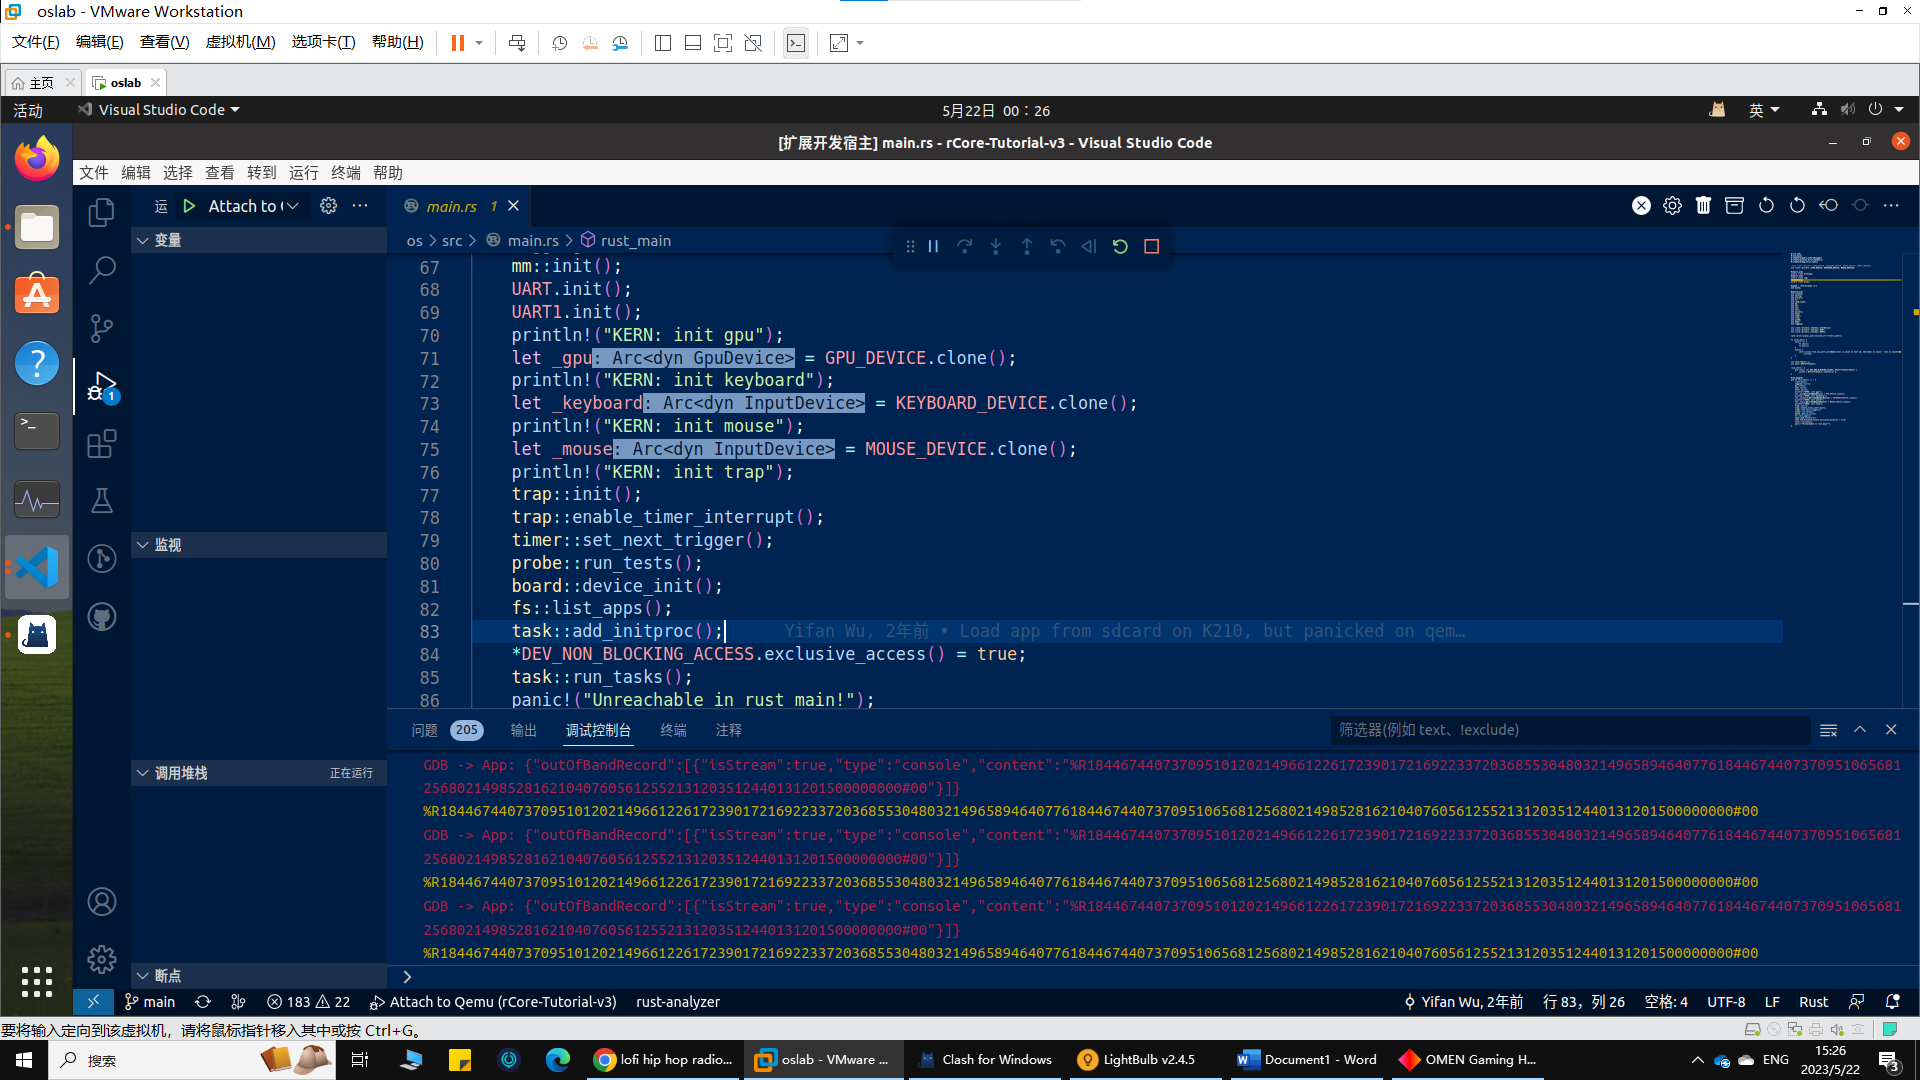 oslab - VMware Workstation
文件(F) 编辑(E) 查看(V) 虚拟机(M) 选项卡(T) 帮助(H)
主页 oslab
活动 Visual Studio Code 5月22日 00：26 英
[扩展开发宿主] main.rs - rCore-Tutorial-v3 - Visual Studio Code
文件 编辑 选择 查看 转到 运行 终端 帮助
运 Attach to
main.rs 1
变量
os > src > main.rs > rust_main
67 mm::init();
68 UART.init();
69 UART1.init();
70 println!("KERN: init gpu");
71 let _gpu: Arc<dyn GpuDevice> = GPU_DEVICE.clone();
72 println!("KERN: init keyboard");
73 let _keyboard: Arc<dyn InputDevice> = KEYBOARD_DEVICE.clone();
74 println!("KERN: init mouse");
75 let _mouse: Arc<dyn InputDevice> = MOUSE_DEVICE.clone();
76 println!("KERN: init trap");
77 trap::init();
78 trap::enable_timer_interrupt();
79 timer::set_next_trigger();
80 probe::run_tests();
81 board::device_init();
82 fs::list_apps();
83 task::add_initproc(); Yifan Wu, 2年前 • Load app from sdcard on K210, but panicked on qem…
84 *DEV_NON_BLOCKING_ACCESS.exclusive_access() = true;
85 task::run_tasks();
86 panic!("Unreachable in rust_main!");
1
监视
调用堆栈 正在运行
断点
问题 205 输出 调试控制台 终端 注释 筛选器(例如 text、!exclude)
GDB -> App: {"outOfBandRecord":[{"isStream":true,"type":"console","content":"%R
%R
GDB -> App: {"outOfBandRecord":[{"isStream":true,"type":"console","content":"%R
%R
GDB -> App: {"outOfBandRecord":[{"isStream":true,"type":"console","content":"%R
%R
>
main 183 22 Attach to Qemu (rCore-Tutorial-v3) rust-analyzer Yifan Wu, 2年前 行 83，列 26 空格: 4 UTF-8 LF Rust
要将输入定向到该虚拟机，请将鼠标指针移入其中或按 Ctrl+G。
搜索 lofi hip hop radio... oslab - VMware ... Clash for Windows LightBulb v2.4.5 Document1 - Word OMEN Gaming H... ENG 15:26
2023/5/22 3